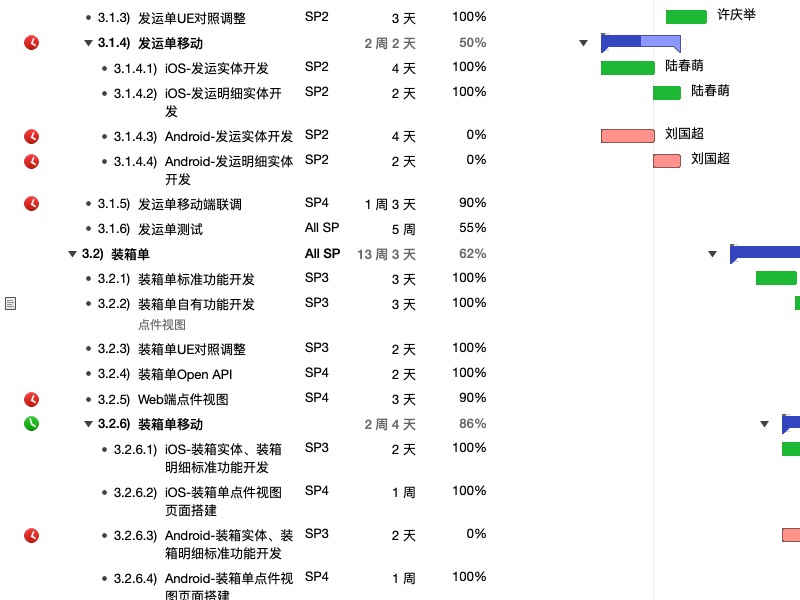 3.1.3) 发运单UE对照调整 SP2 3 天 100% 许庆举
3.1.4) 发运单移动 2 周 2 天 50%
3.1.4.1) iOS-发运实体开发 SP2 4 天 100% 陆春萌
3.1.4.2) iOS-发运明细实体开 SP2 2 天 100% 陆春萌
发
3.1.4.3) Android-发运实体开发 SP2 4 天 0% 刘国超
3.1.4.4) Android-发运明细实体 SP2 2 天 0% 刘国超
开发
3.1.5) 发运单移动端联调 SP4 1 周 3 天 90%
3.1.6) 发运单测试 All SP 5 周 55%
3.2) 装箱单 All SP 13 周 3 天 62%
3.2.1) 装箱单标准功能开发 SP3 3 天 100%
3.2.2) 装箱单自有功能开发 SP3 3 天 100%
点件视图
3.2.3) 装箱单UE对照调整 SP3 2 天 100%
3.2.4) 装箱单Open API SP4 2 天 100%
3.2.5) Web端点件视图 SP4 3 天 90%
3.2.6) 装箱单移动 2 周 4 天 86%
3.2.6.1) iOS-装箱实体、装箱 SP3 2 天 100%
明细标准功能开发
3.2.6.2) iOS-装箱单点件视图 SP4 1 周 100%
页面搭建
3.2.6.3) Android-装箱实体、装 SP3 2 天 0%
箱明细标准功能开发
3.2.6.4) Android-装箱单点件视 SP4 1 周 100%
图页面搭建